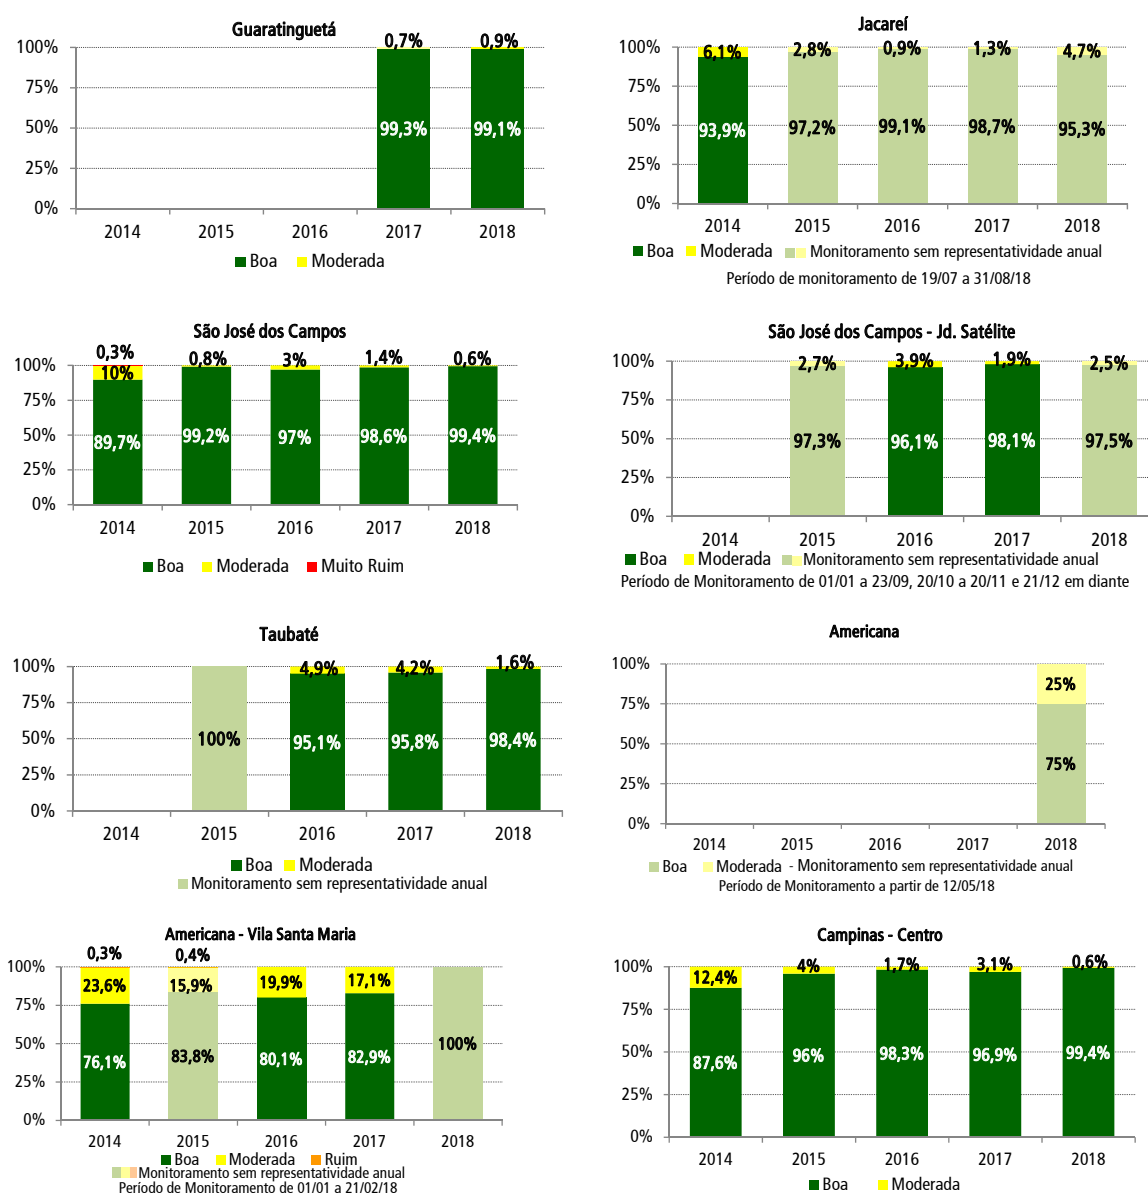 Guaratinguetá
0,7% 0,9%
100%
75%
99,3% 99,1%
50%
25%
0%
2014 2015 2016 2017 2018
Boa Moderada
Jacareí
100% 6,1% 2,8% 0,9% 1,3% 4,7%
75%
93,9% 97,2% 99,1% 98,7% 95,3%
50%
25%
0%
2014 2015 2016 2017 2018
Boa Moderada Monitoramento sem representatividade anual
Período de monitoramento de 19/07 a 31/08/18
São José dos Campos
0,3% 0,8% 3% 1,4% 0,6%
100% 10%
75%
89,7% 99,2% 97% 98,6% 99,4%
50%
25%
0%
2014 2015 2016 2017 2018
Boa Moderada Muito Ruim
São José dos Campos - Jd. Satélite
100% 2,7% 3,9% 1,9% 2,5%
75%
50% 97,3% 96,1% 98,1% 97,5%
25%
0%
2014 2015 2016 2017 2018
Boa Moderada Monitoramento sem representatividade anual
Período de Monitoramento de 01/01 a 23/09, 20/10 a 20/11 e 21/12 em diante
Taubaté
100% 4,9% 4,2% 1,6%
75%
50% 100% 95,1% 95,8% 98,4%
25%
0%
2014 2015 2016 2017 2018
Boa Moderada
Monitoramento sem representatividade anual
Americana
100%
25%
75%
50%
75%
25%
0%
2014 2015 2016 2017 2018
Boa Moderada - Monitoramento sem representatividade anual
Período de Monitoramento a partir de 12/05/18
Americana - Vila Santa Maria
0,3% 0,4%
100%
23,6% 15,9% 19,9% 17,1%
75%
50% 76,1% 83,8% 80,1% 82,9% 100%
25%
0%
2014 2015 2016 2017 2018
Boa Moderada Ruim
Monitoramento sem representatividade anual
Período de Monitoramento de 01/01 a 21/02/18
Campinas - Centro
100% 12,4% 4% 1,7% 3,1% 0,6%
75%
50% 87,6% 96% 98,3% 96,9% 99,4%
25%
0%
2014 2015 2016 2017 2018
Boa Moderada